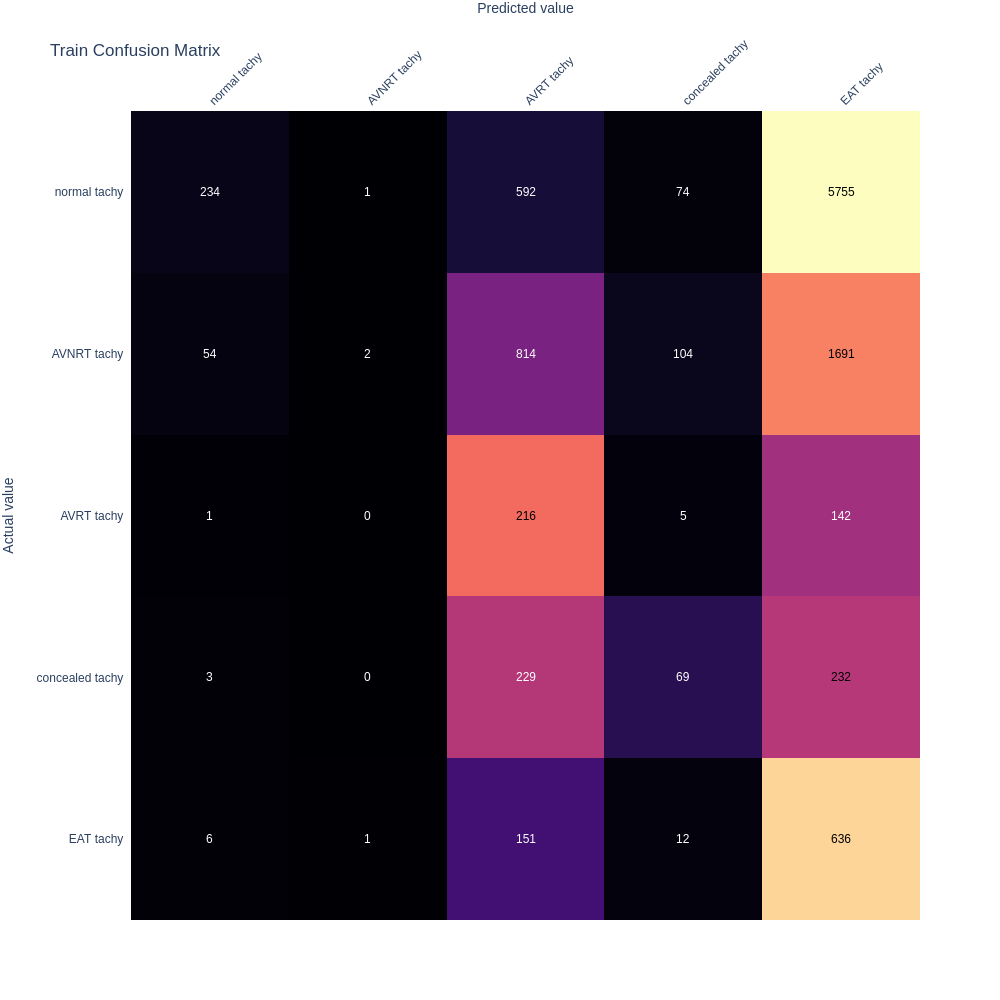 Predicted value
Train Confusion Matrix
normal tachy
AVNRT tachy
AVRT tachy
concealed tachy
EAT tachy
Actual value
normal tachy 234 1 592 74 5755
AVNRT tachy 54 2 814 104 1691
AVRT tachy 1 0 216 5 142
concealed tachy 3 0 229 69 232
EAT tachy 6 1 151 12 636